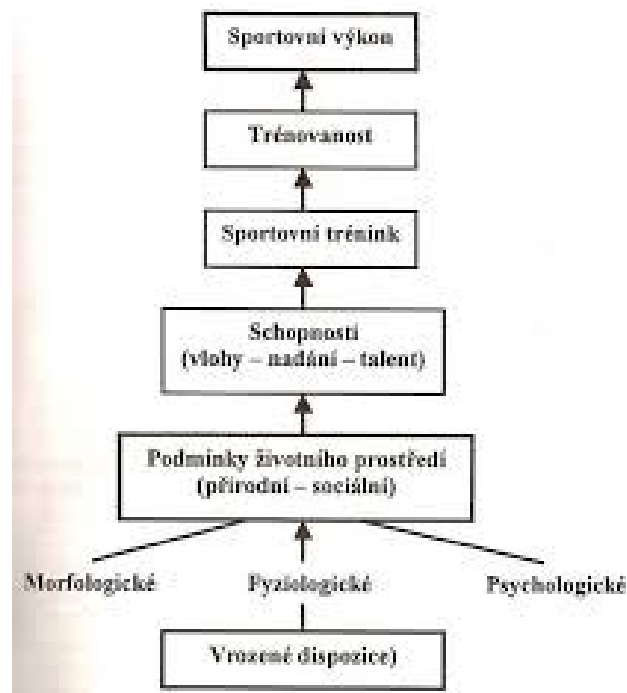 Sportovní výkon
Trénovanost
Sportovní trénink
Schopnosti
(vlohy – nadání – talent)
Podmínky životního prostředí
(přírodní – sociální)
Morfologické Fyziologické Psychologické
Vrozené dispozice)